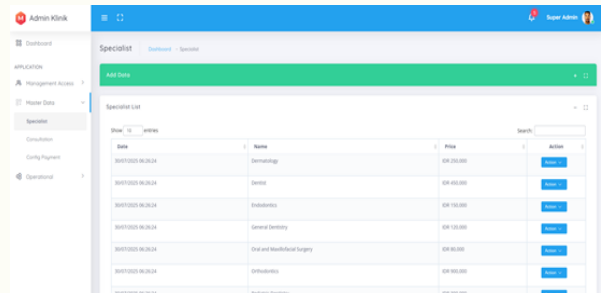 Admin Klinik
Super Admin
Dashboard
APPLICATION
Management Access
Master Data
Specialist
Consultation
Config Payment
Operational
Specialist
Dashboard - Specialist
Add Data
Specialist List
Show 10 entries
Search:
Date Name Price Action
30/07/2025 06:26:24 Dermatology IDR 250,000 Action
30/07/2025 06:26:24 Dentist IDR 450,000 Action
30/07/2025 06:26:24 Endodontics IDR 150,000 Action
30/07/2025 06:26:24 General Dentistry IDR 120,000 Action
30/07/2025 06:26:24 Oral and Maxillofacial Surgery IDR 80,000 Action
30/07/2025 06:26:24 Orthodontics IDR 900,000 Action